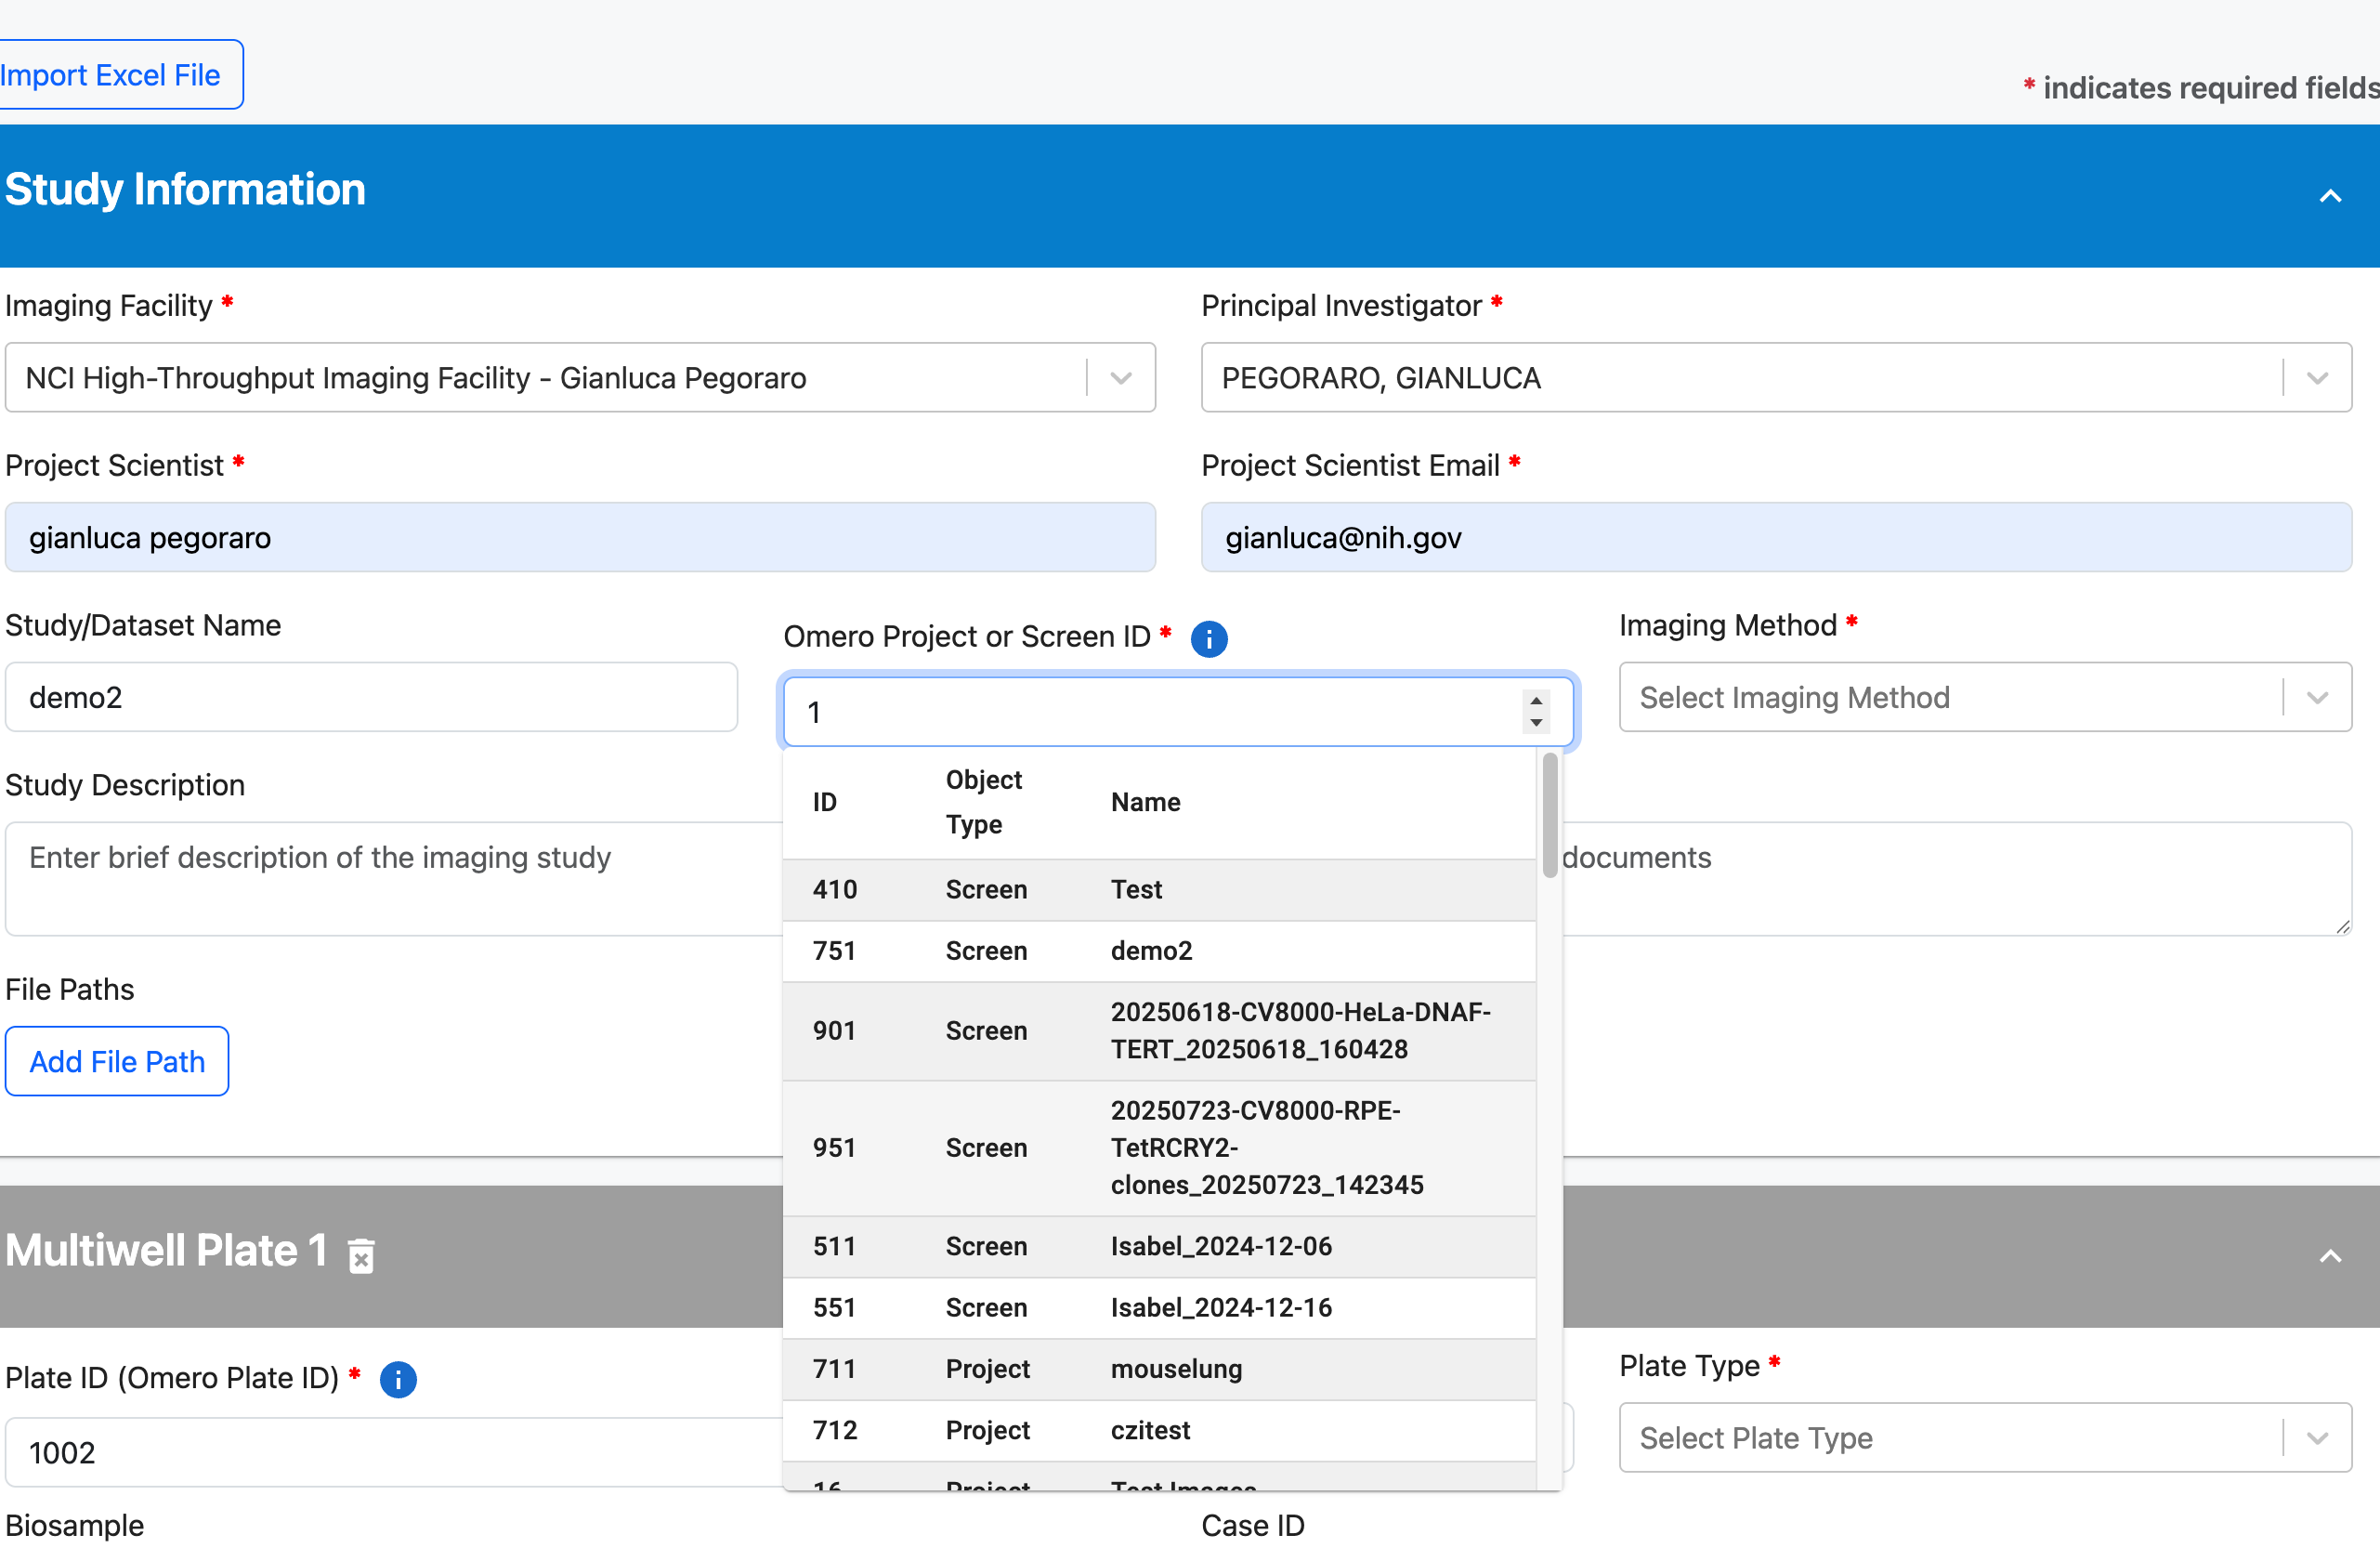 Import Excel File
* indicates required fields
Study Information
Imaging Facility *
Principal Investigator *
NCI High-Throughput Imaging Facility - Gianluca Pegoraro
PEGORARO, GIANLUCA
Project Scientist *
Project Scientist Email *
gianluca pegoraro
gianluca@nih.gov
Study/Dataset Name
Omero Project or Screen ID *
Imaging Method *
demo2
1
Select Imaging Method
Study Description
Enter brief description of the imaging study
documents
ID Object Type Name
410 Screen Test
751 Screen demo2
901 Screen 20250618-CV8000-HeLa-DNAF-
TERT_20250618_160428
951 Screen 20250723-CV8000-RPE-
TetRCRY2-
clones_20250723_142345
511 Screen Isabel_2024-12-06
551 Screen Isabel_2024-12-16
711 Project mouselung
712 Project czitest
16 Project Test Images
File Paths
Add File Path
Multiwell Plate 1
Plate ID (Omero Plate ID) *
Plate Type *
1002
Select Plate Type
Biosample
Case ID